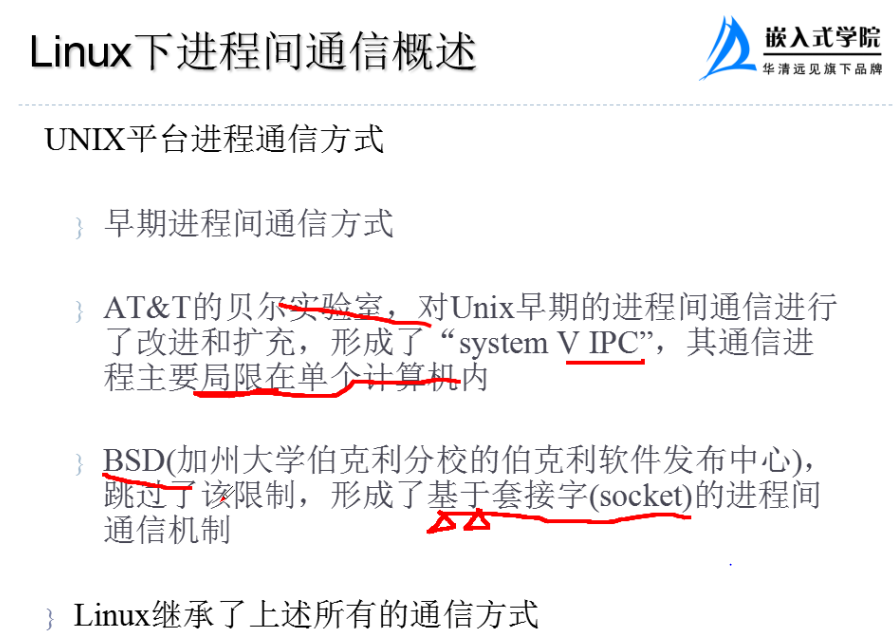 Linux下进程间通信概述
嵌入式学院
华清远见旗下品牌
UNIX平台进程通信方式
早期进程间通信方式
AT&T的贝尔实验室，对Unix早期的进程间通信进行
了改进和扩充，形成了“system V IPC”，其通信进
程主要局限在单个计算机内
BSD(加州大学伯克利分校的伯克利软件发布中心)，
跳过了该限制，形成了基于套接字(socket)的进程间
通信机制
Linux继承了上述所有的通信方式